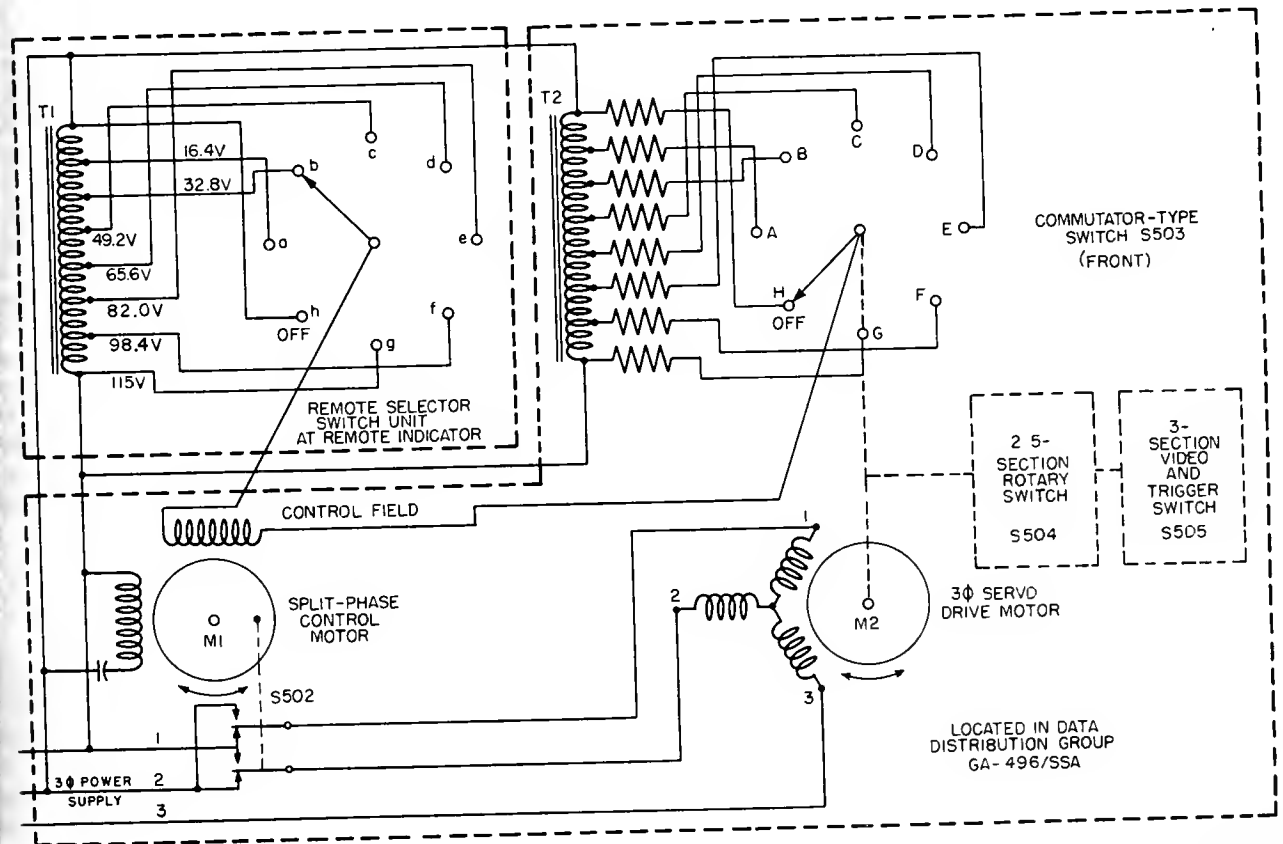 T1
16.4V
32.8V
49.2V
65.6V
82.0V
98.4V
115V
a
b
c
d
e
f
g
h
OFF
REMOTE SELECTOR
SWITCH UNIT
AT REMOTE INDICATOR
T2
A
B
C
D
E
F
G
H
OFF
COMMUTATOR-TYPE
SWITCH S503
(FRONT)
2 5-
SECTION
ROTARY
SWITCH
S504
3-
SECTION
VIDEO
AND
TRIGGER
SWITCH
S505
CONTROL FIELD
SPLIT-PHASE
CONTROL
MOTOR
M1
S502
1
2
3
3Φ POWER
SUPPLY
1
2
3
M2
3Φ SERVO
DRIVE MOTOR
LOCATED IN DATA
DISTRIBUTION GROUP
GA-496/SSA